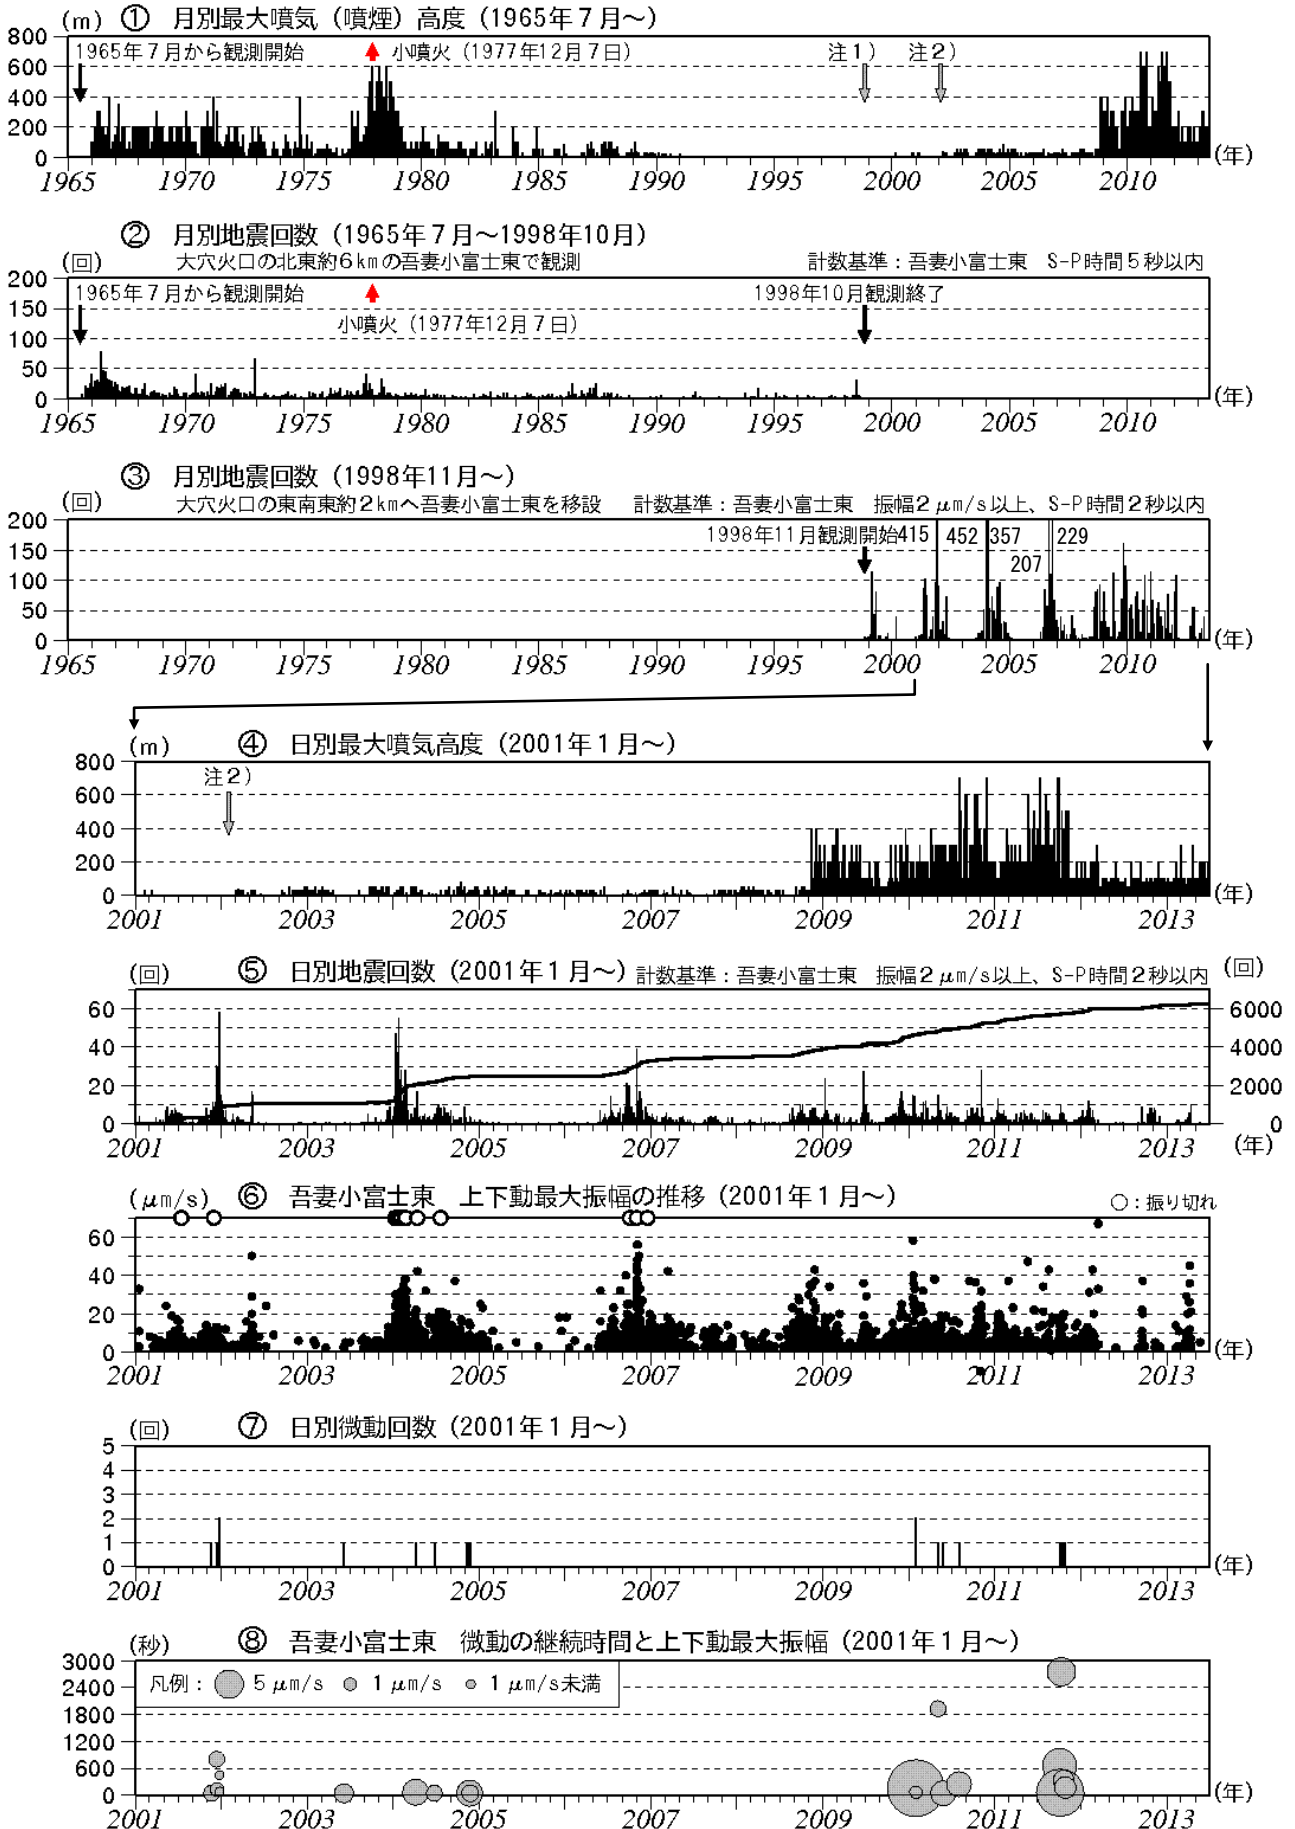 (m) ① 月別最大噴気（噴煙）高度（1965年７月～）
800
1965年７月から観測開始 小噴火（1977年12月７日） 注１） 注２）
600
400
200
0 (年)
1965 1970 1975 1980 1985 1990 1995 2000 2005 2010
② 月別地震回数（1965年７月～1998年10月）
(回) 大穴火口の北東約６kmの吾妻小富士東で観測 計数基準：吾妻小富士東 S-P時間５秒以内
200
1965年７月から観測開始 1998年10月観測終了
150
小噴火（1977年12月７日）
100
50
0 (年)
1965 1970 1975 1980 1985 1990 1995 2000 2005 2010
③ 月別地震回数（1998年11月～）
(回) 大穴火口の東南東約２kmへ吾妻小富士東を移設 計数基準：吾妻小富士東 振幅２μm/s以上、S-P時間２秒以内
200
1998年11月観測開始 415 452 357 229
150
207
100
50
0 (年)
1965 1970 1975 1980 1985 1990 1995 2000 2005 2010
(m) ④ 日別最大噴気高度（2001年１月～）
800
注２）
600
400
200
0 (年)
2001 2003 2005 2007 2009 2011 2013
(回) ⑤ 日別地震回数（2001年１月～） 計数基準：吾妻小富士東 振幅２μm/s以上、S-P時間２秒以内 (回)
60 6000
40 4000
20 2000
0 0
2001 2003 2005 2007 2009 2011 2013 (年)
(μm/s) ⑥ 吾妻小富士東 上下動最大振幅の推移（2001年１月～） ○：振り切れ
60
40
20
0 (年)
2001 2003 2005 2007 2009 2011 2013
(回) ⑦ 日別微動回数（2001年１月～）
5
4
3
2
1
0 (年)
2001 2003 2005 2007 2009 2011 2013
(秒) ⑧ 吾妻小富士東 微動の継続時間と上下動最大振幅（2001年１月～）
3000
凡例： 5 μm/s 1 μm/s 1 μm/s未満
2400
1800
1200
600
0 (年)
2001 2003 2005 2007 2009 2011 2013